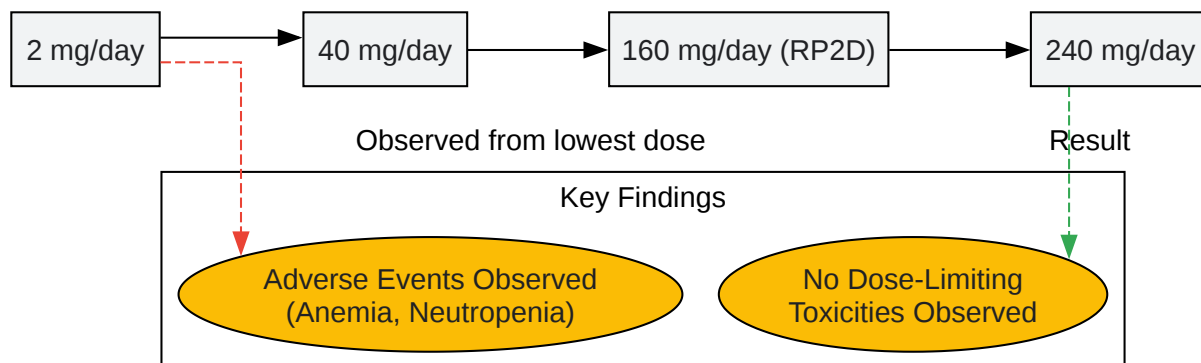 2 mg/day
40 mg/day
160 mg/day (RP2D)
240 mg/day
Observed from lowest dose
Result
Key Findings
Adverse Events Observed
(Anemia, Neutropenia)
No Dose-Limiting
Toxicities Observed